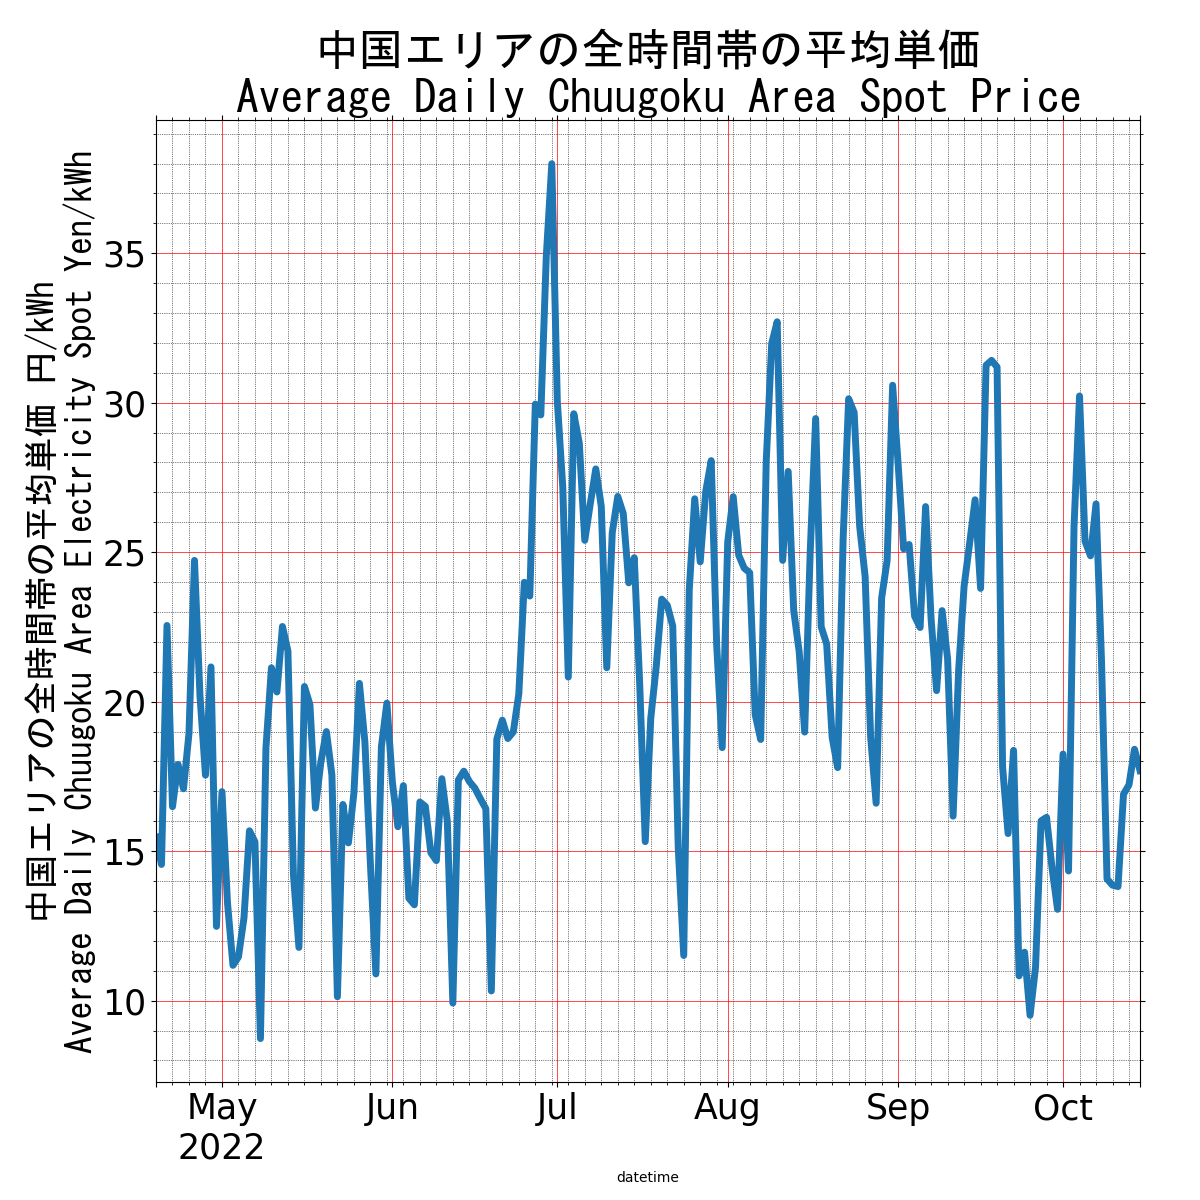 中国エリアの全時間帯の平均単価
Average Daily Chuugoku Area Spot Price
中国エリアの全時間帯の平均単価 円/kWh
Average Daily Chuugoku Area Electricity Spot Yen/kWh
35
30
25
20
15
10
May
2022
Jun
Jul
Aug
Sep
Oct
datetime